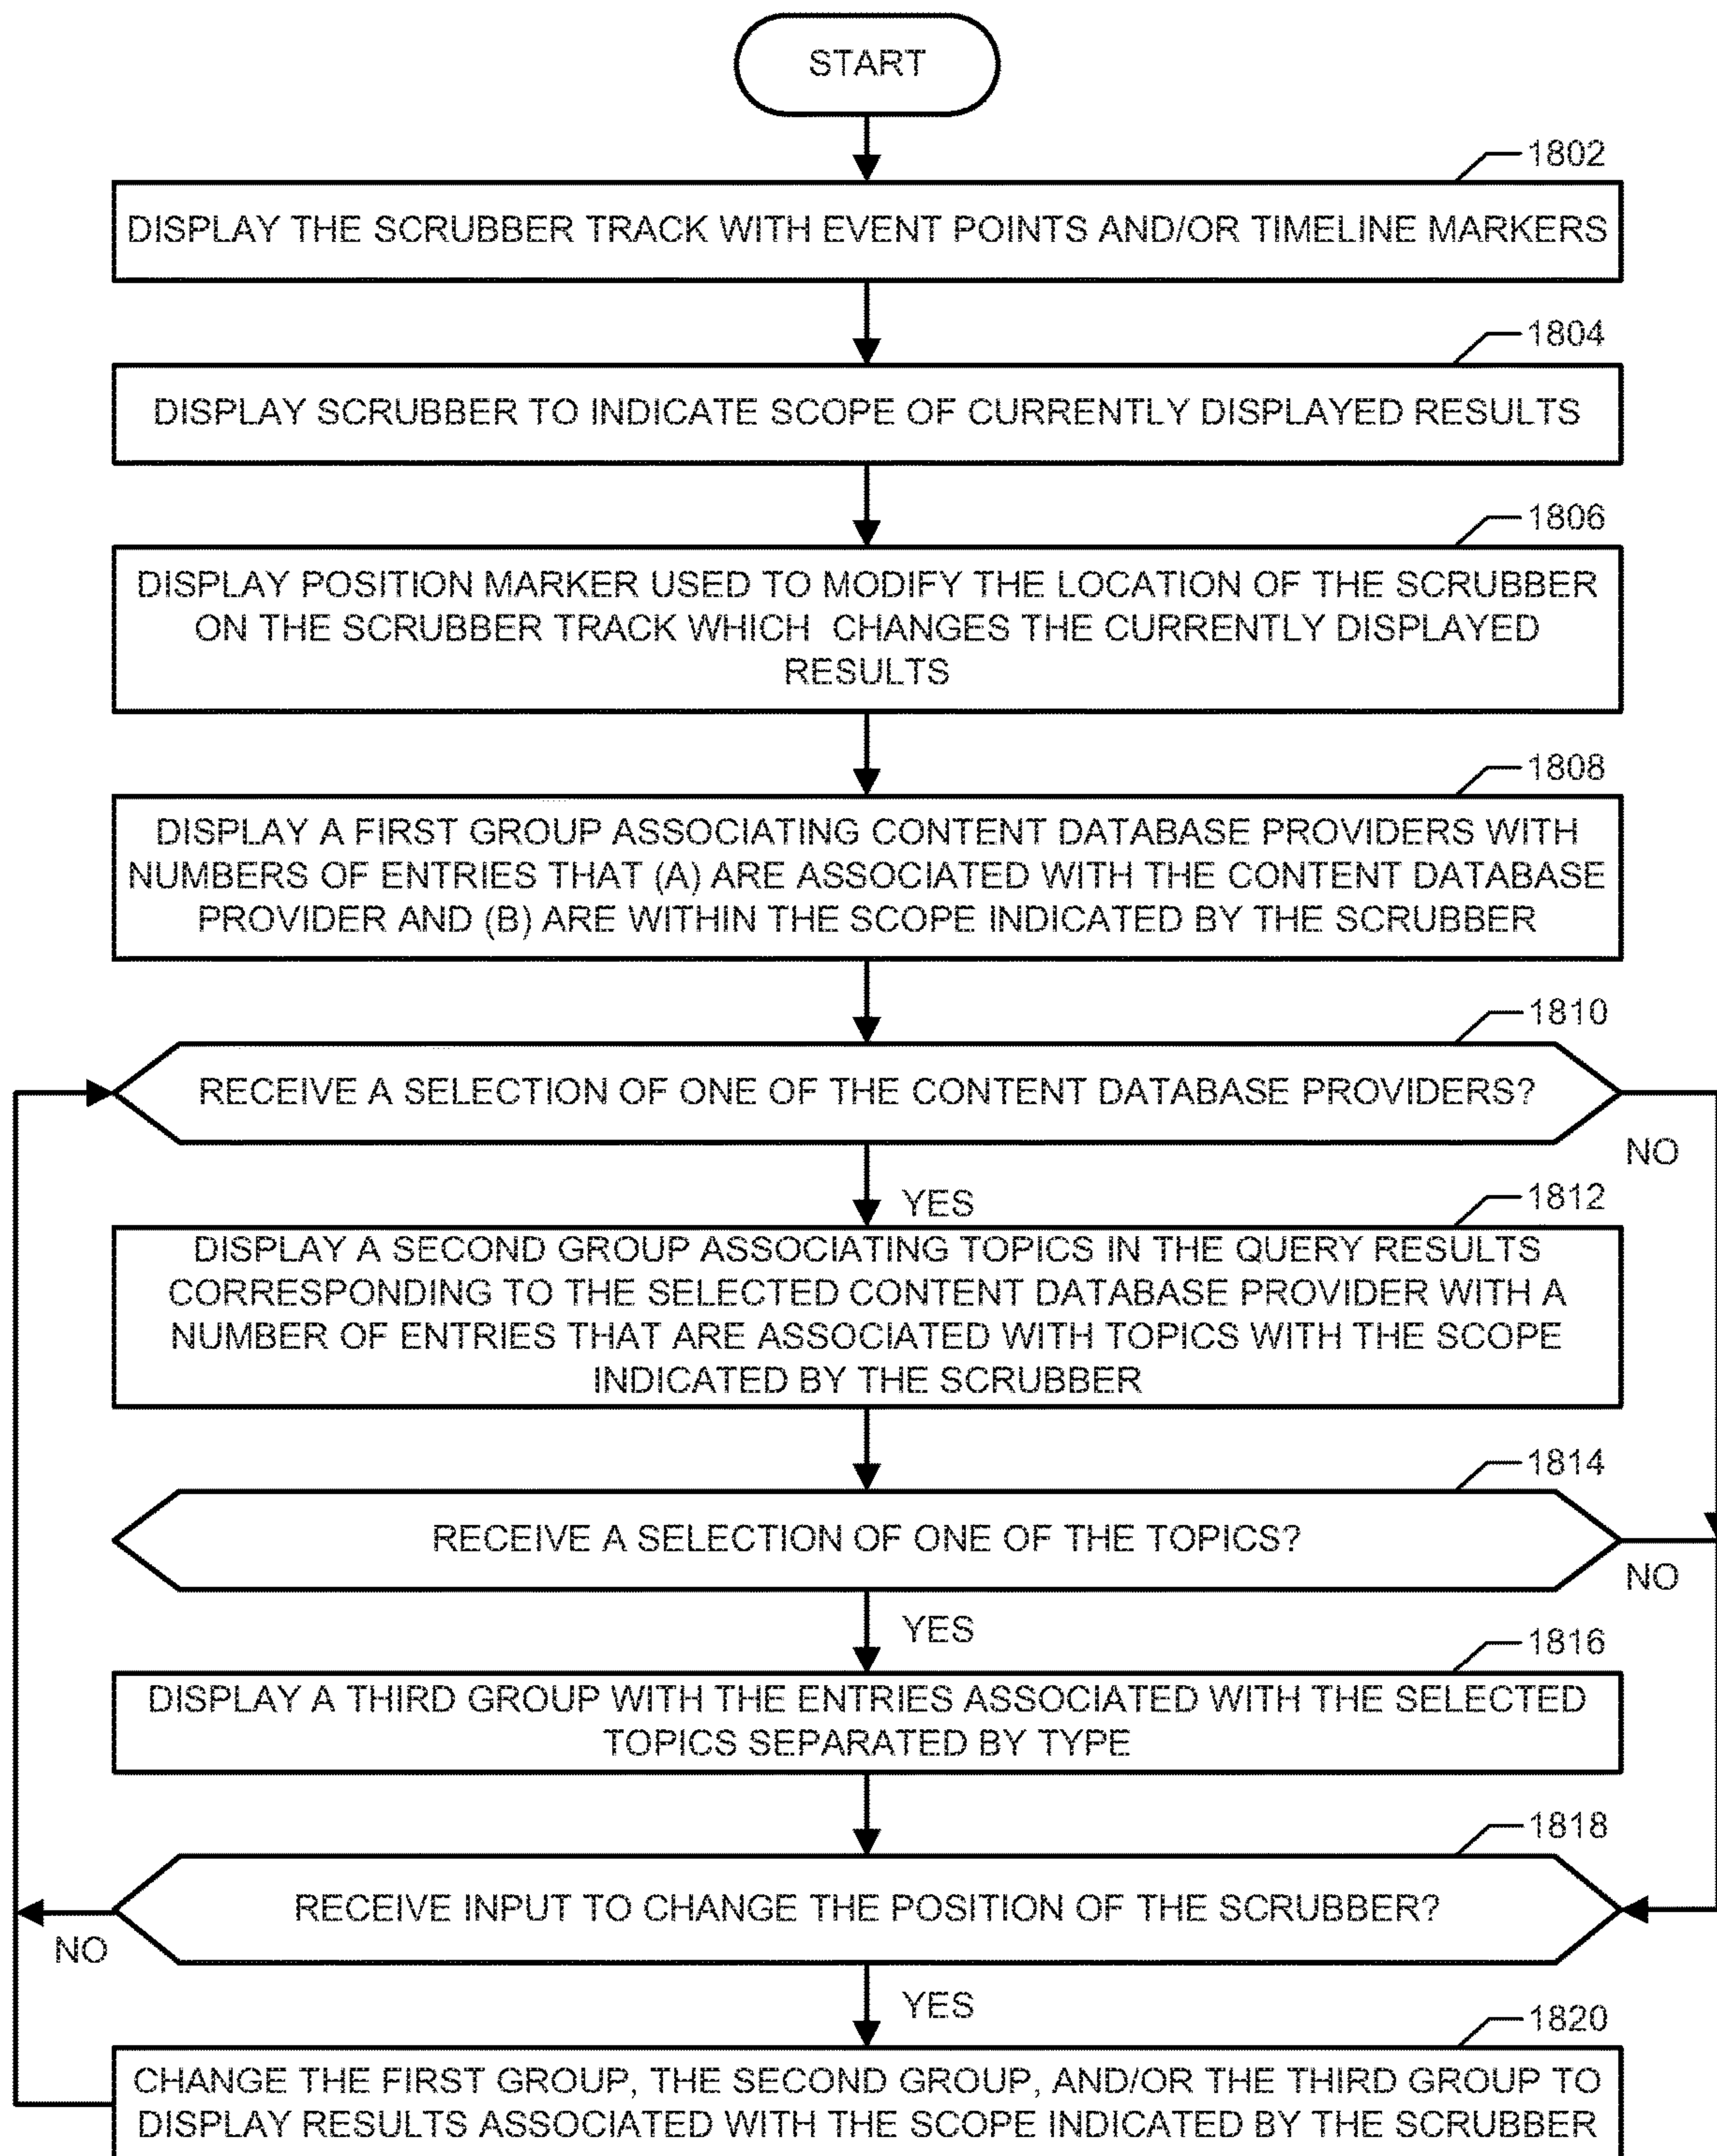 START
1802
DISPLAY THE SCRUBBER TRACK WITH EVENT POINTS AND/OR TIMELINE MARKERS
1804
DISPLAY SCRUBBER TO INDICATE SCOPE OF CURRENTLY DISPLAYED RESULTS
1806
DISPLAY POSITION MARKER USED TO MODIFY THE LOCATION OF THE SCRUBBER
ON THE SCRUBBER TRACK WHICH CHANGES THE CURRENTLY DISPLAYED
RESULTS
1808
DISPLAY A FIRST GROUP ASSOCIATING CONTENT DATABASE PROVIDERS WITH
NUMBERS OF ENTRIES THAT (A) ARE ASSOCIATED WITH THE CONTENT DATABASE
PROVIDER AND (B) ARE WITHIN THE SCOPE INDICATED BY THE SCRUBBER
1810
RECEIVE A SELECTION OF ONE OF THE CONTENT DATABASE PROVIDERS?
NO
YES
1812
DISPLAY A SECOND GROUP ASSOCIATING TOPICS IN THE QUERY RESULTS
CORRESPONDING TO THE SELECTED CONTENT DATABASE PROVIDER WITH A
NUMBER OF ENTRIES THAT ARE ASSOCIATED WITH TOPICS WITH THE SCOPE
INDICATED BY THE SCRUBBER
1814
RECEIVE A SELECTION OF ONE OF THE TOPICS?
NO
YES
1816
DISPLAY A THIRD GROUP WITH THE ENTRIES ASSOCIATED WITH THE SELECTED
TOPICS SEPARATED BY TYPE
1818
RECEIVE INPUT TO CHANGE THE POSITION OF THE SCRUBBER?
NO
YES
1820
CHANGE THE FIRST GROUP, THE SECOND GROUP, AND/OR THE THIRD GROUP TO
DISPLAY RESULTS ASSOCIATED WITH THE SCOPE INDICATED BY THE SCRUBBER